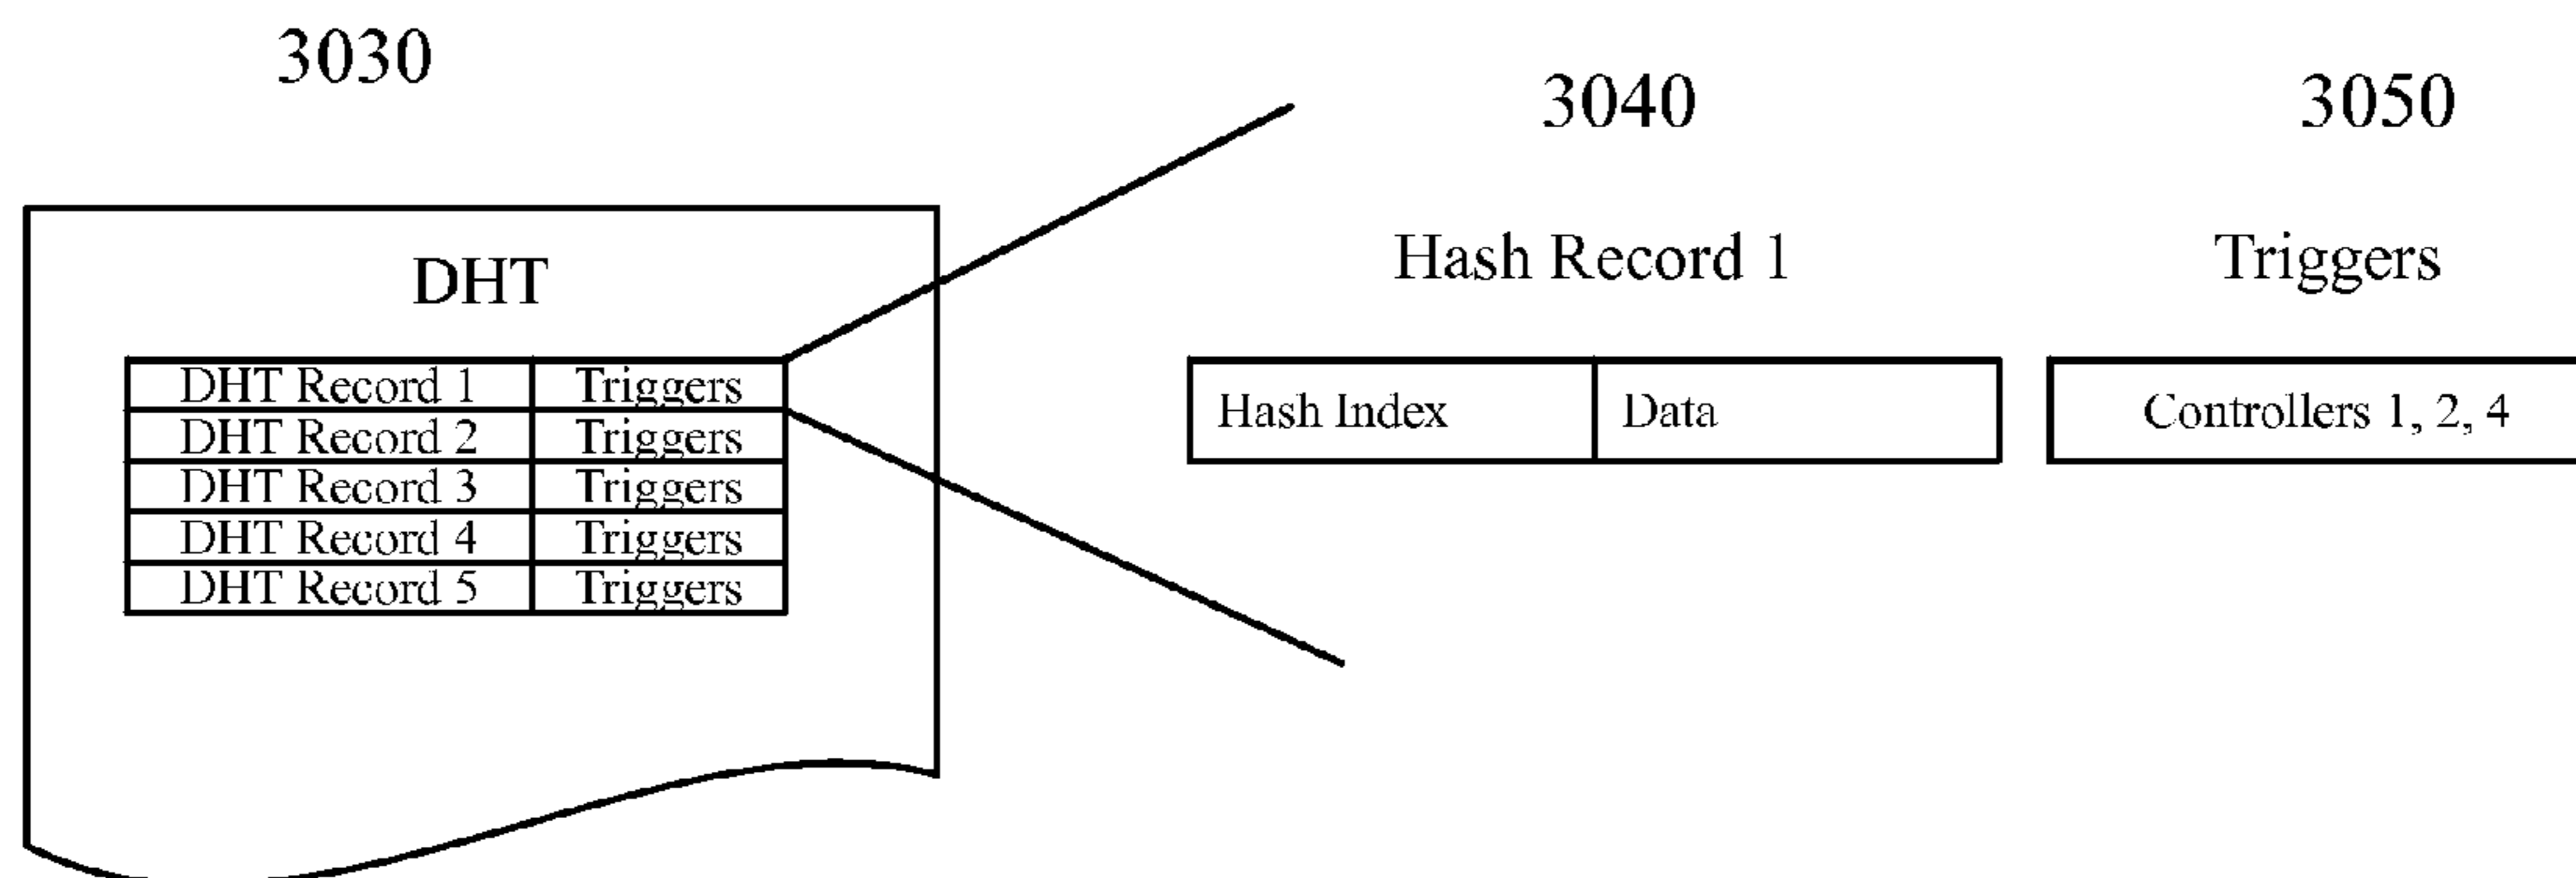 3030
DHT
DHT Record 1 Triggers
DHT Record 2 Triggers
DHT Record 3 Triggers
DHT Record 4 Triggers
DHT Record 5 Triggers
3040
Hash Record 1
Hash Index Data
3050
Triggers
Controllers 1, 2, 4